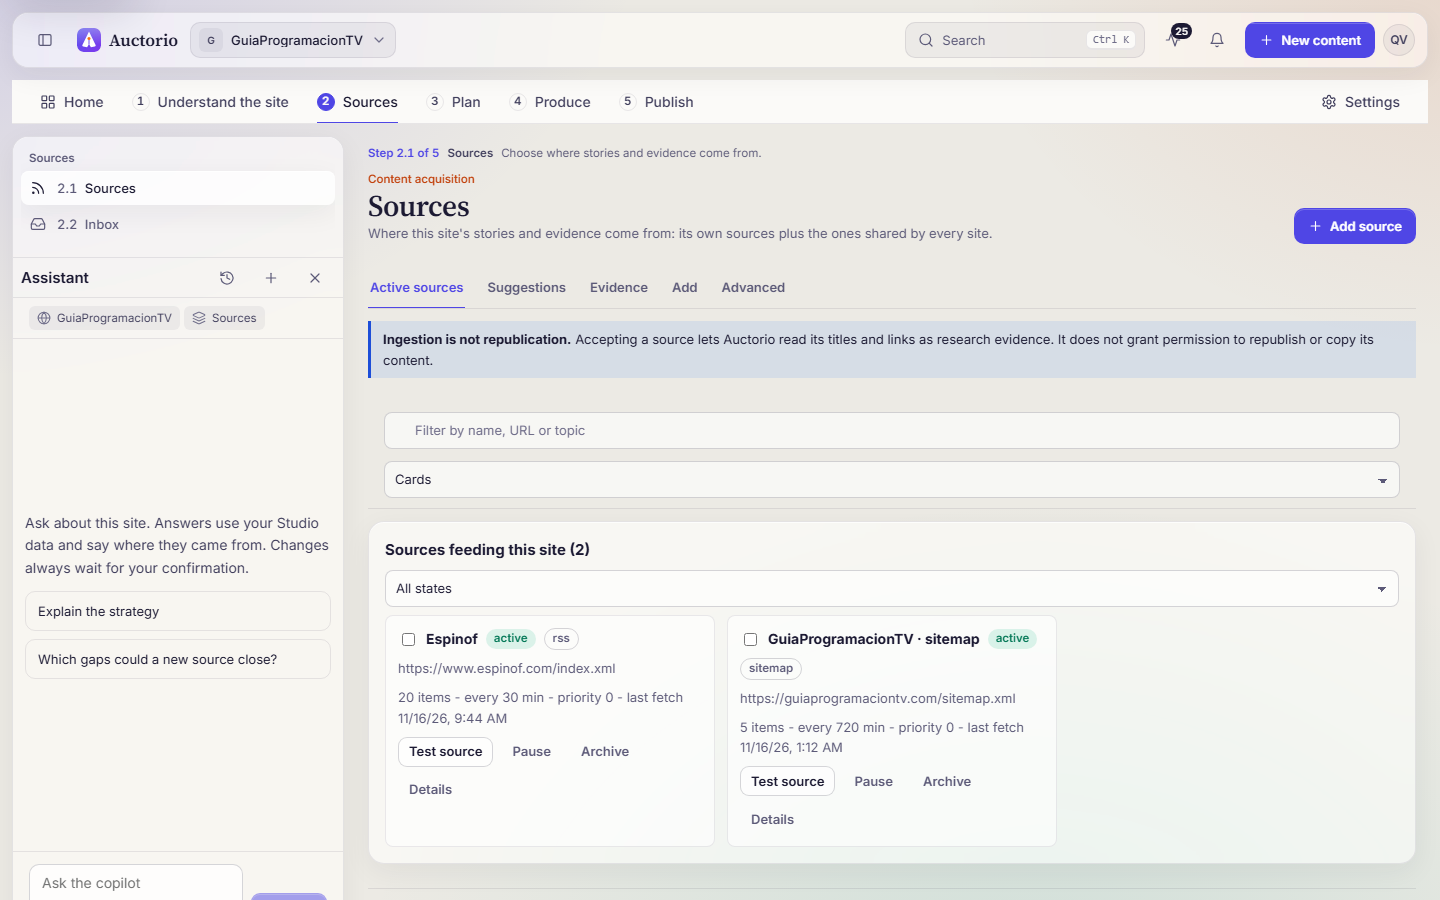 Auctorio
G GuiaProgramacionTV
Search Ctrl K
25
New content
QV
Home
1 Understand the site
2 Sources
3 Plan
4 Produce
5 Publish
Settings
Sources
2.1 Sources
2.2 Inbox
Assistant
GuiaProgramacionTV
Sources
Ask about this site. Answers use your Studio
data and say where they came from. Changes
always wait for your confirmation.
Explain the strategy
Which gaps could a new source close?
Ask the copilot
Step 2.1 of 5 Sources Choose where stories and evidence come from.
Content acquisition
Sources
Where this site's stories and evidence come from: its own sources plus the ones shared by every site.
Add source
Active sources Suggestions Evidence Add Advanced
Ingestion is not republication. Accepting a source lets Auctorio read its titles and links as research evidence. It does not grant permission to republish or copy its
content.
Filter by name, URL or topic
Cards
Sources feeding this site (2)
All states
Espinof active rss
https://www.espinof.com/index.xml
20 items - every 30 min - priority 0 - last fetch
11/16/26, 9:44 AM
Test source Pause Archive
Details
GuiaProgramacionTV · sitemap active
sitemap
https://guiaprogramaciontv.com/sitemap.xml
5 items - every 720 min - priority 0 - last fetch
11/16/26, 1:12 AM
Test source Pause Archive
Details